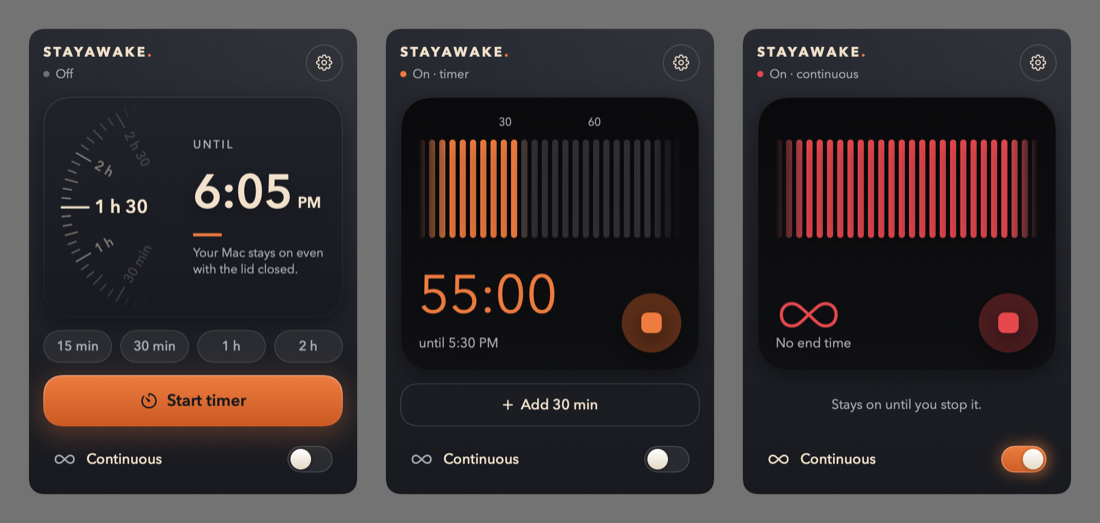 STAYAWAKE.
Off
2 h 30
2 h
1 h 30
1 h
30 min
UNTIL
6:05 PM
Your Mac stays on even
with the lid closed.
15 min
30 min
1 h
2 h
Start timer
Continuous
STAYAWAKE.
On · timer
30
60
55:00
until 5:30 PM
+ Add 30 min
Continuous
STAYAWAKE.
On · continuous
No end time
Stays on until you stop it.
Continuous